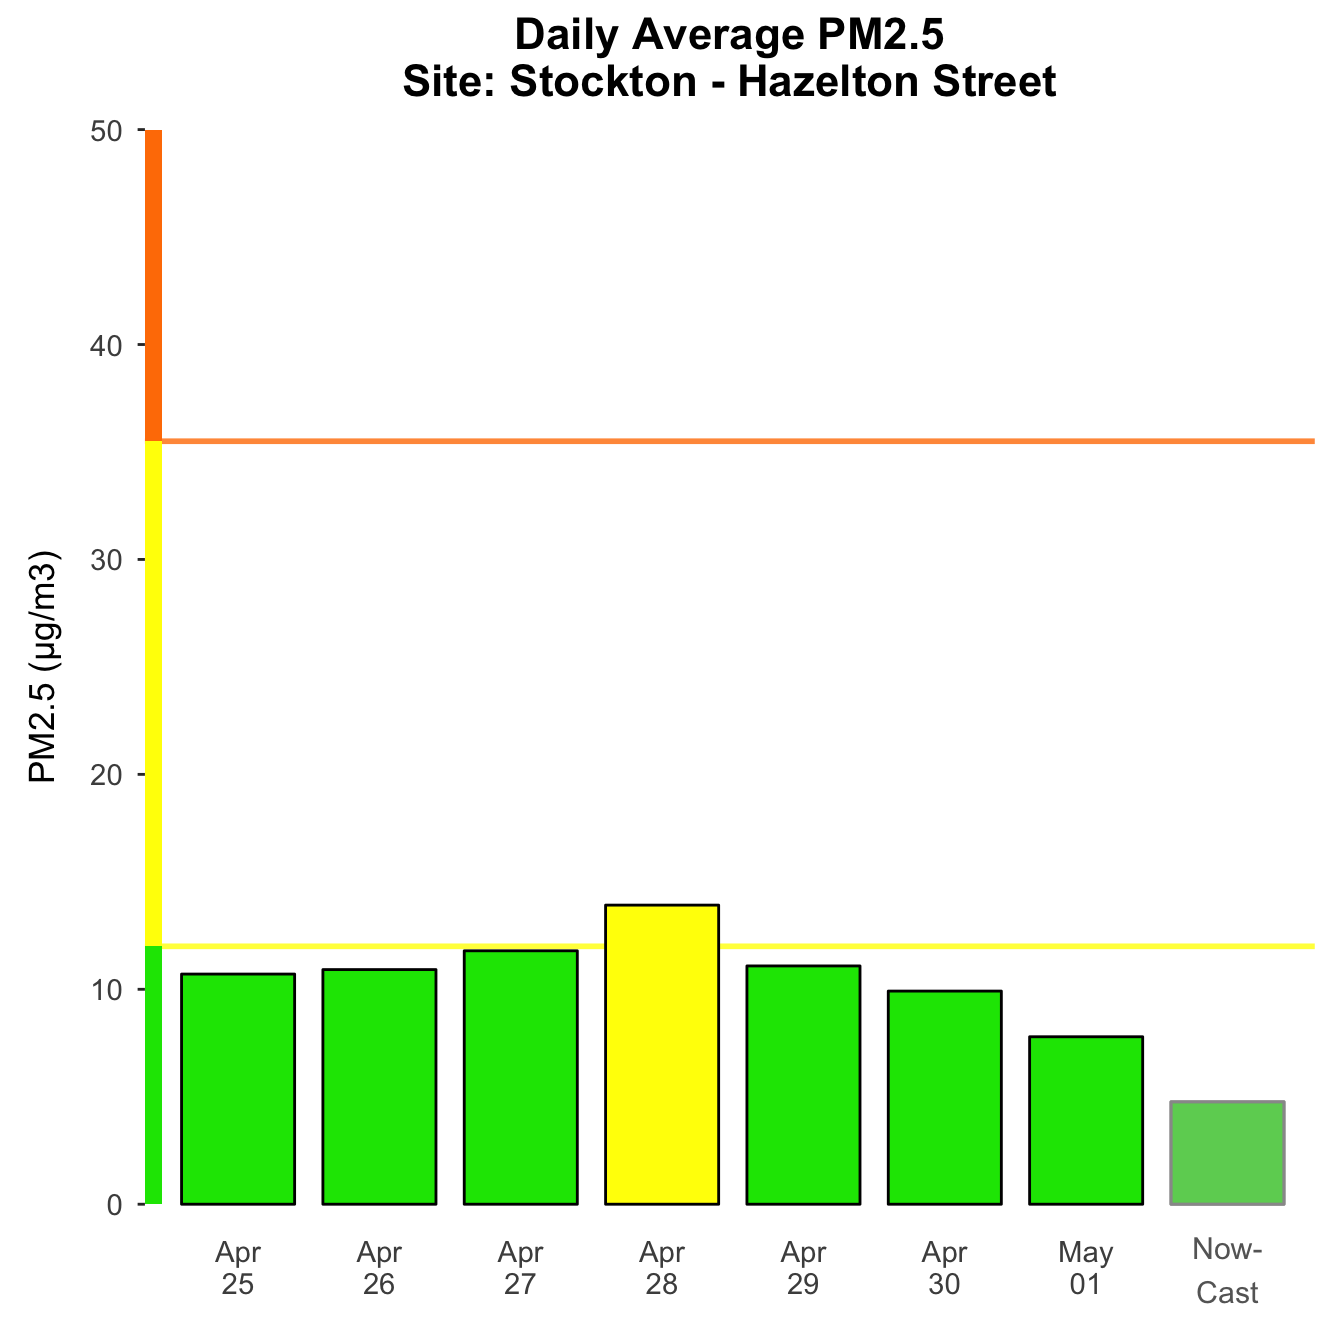 Daily Average PM2.5
Site: Stockton - Hazelton Street
50
40
30
20
10
0
PM2.5 (µg/m3)
Apr
25
Apr
26
Apr
27
Apr
28
Apr
29
Apr
30
May
01
Now-
Cast